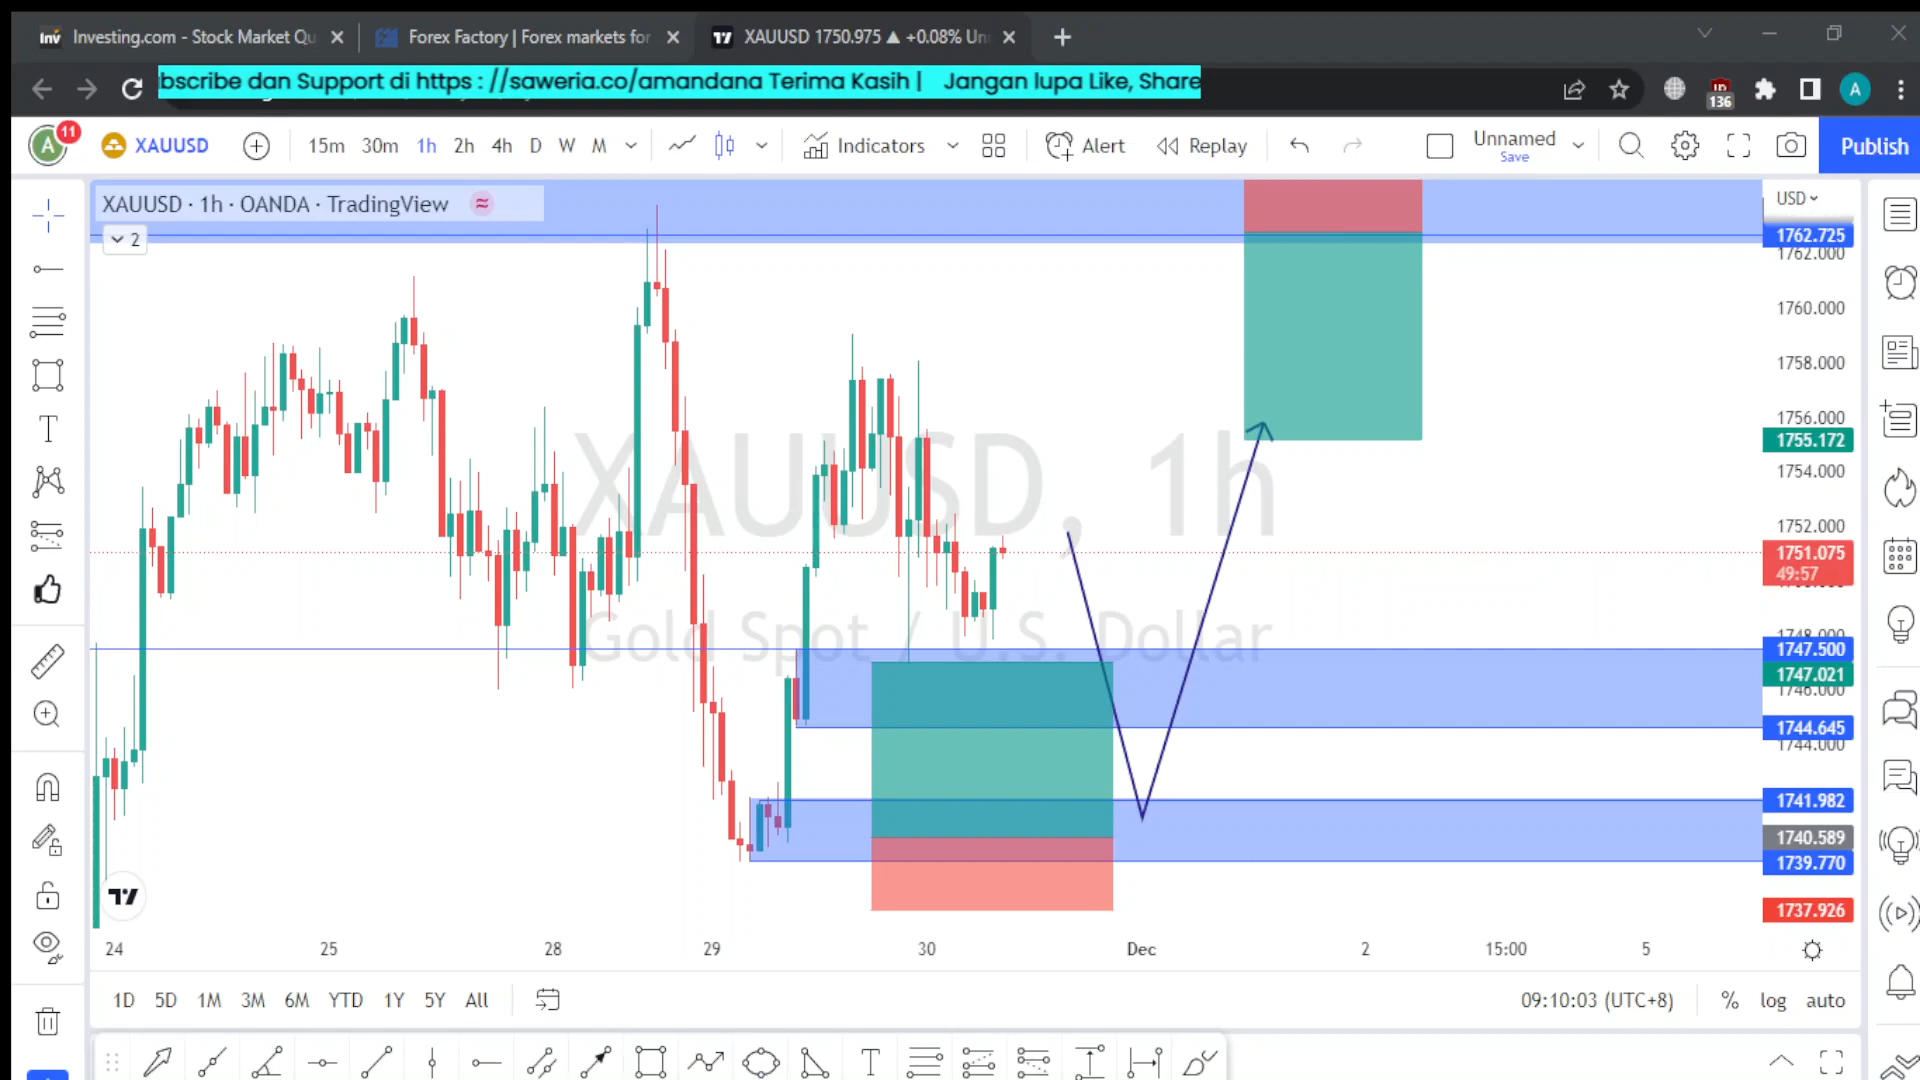 Investing.com - Stock Market Qu
Forex Factory | Forex markets for
XAUUSD 1750.975 ▲ +0.08% Un
bscribe dan Support di https : //saweria.co/amandana Terima Kasih |    Jangan lupa Like, Share
136
A
A
11
XAUUSD
15m
30m
1h
2h
4h
D
W
M
Indicators
Alert
Replay
Unnamed
Save
Publish
XAUUSD · 1h · OANDA · TradingView
2
XAUUSD, 1h
Gold Spot / U.S. Dollar
USD
1762.725
1762.000
1760.000
1758.000
1756.000
1755.172
1754.000
1752.000
1751.075
49:57
1748.000
1747.500
1747.021
1746.000
1744.645
1744.000
1741.982
1740.589
1739.770
1737.926
24
25
28
29
30
Dec
2
15:00
5
1D
5D
1M
3M
6M
YTD
1Y
5Y
All
09:10:03 (UTC+8)
%
log
auto